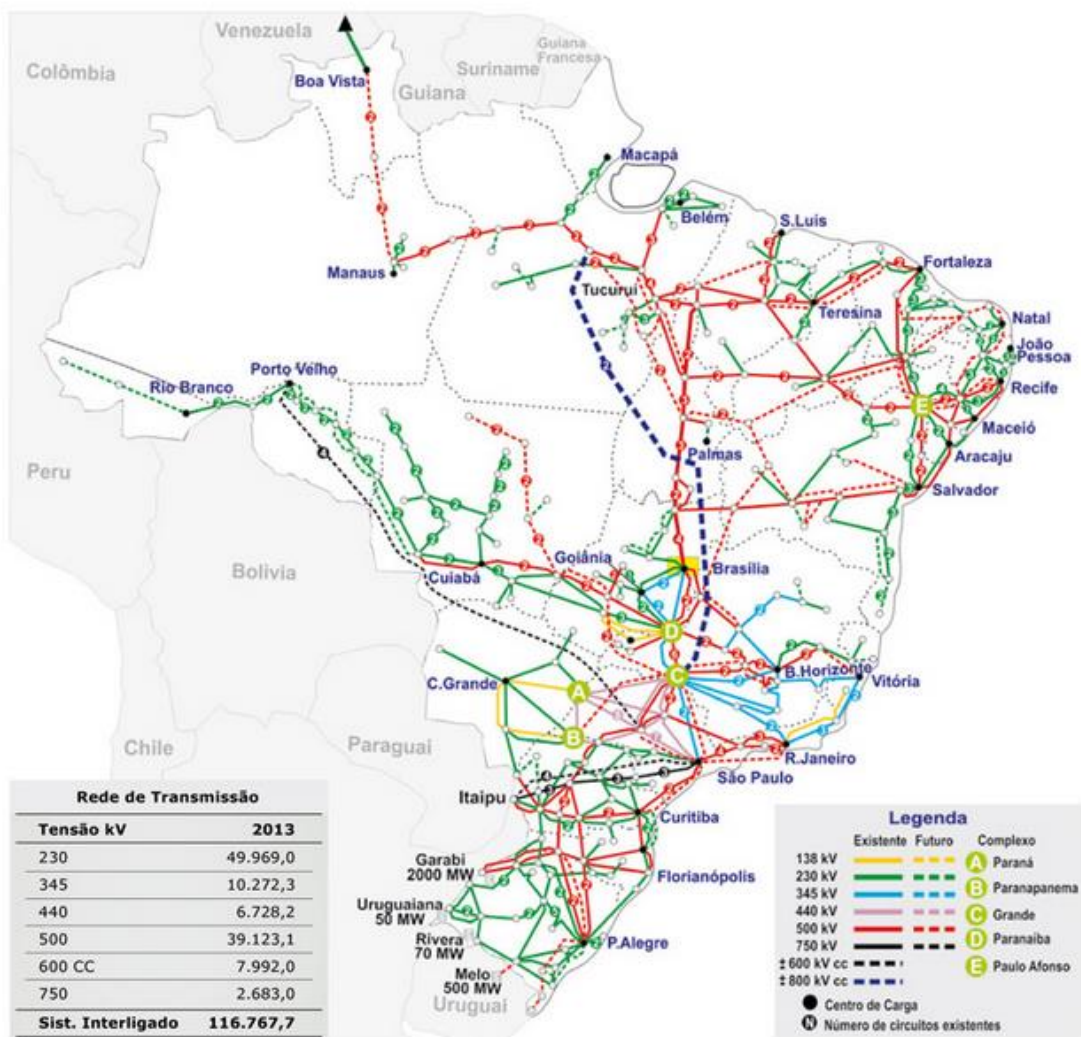 Venezuela
Guiana
Francesa
Suriname
Colômbia
Guiana
Boa Vista
Macapá
Belém
S.Luis
Manaus
Fortaleza
Tucuruí
Teresina
Natal
João
Pessoa
Porto Velho
Rio Branco
Recife
E
Maceió
Palmas
Aracaju
Peru
Salvador
Goiânia
Brasília
Cuiabá
Bolivia
D
B.Horizonte
C
Vitória
C.Grande
A
Chile
Paraguai
B
R.Janeiro
São Paulo
Itaipu
Curitiba
Garabi
2000 MW
Florianópolis
Uruguaiana
50 MW
Rivera
70 MW
P.Alegre
Melo
500 MW
Uruguai
Rede de Transmissão
Tensão kV 2013
230 49.969,0
345 10.272,3
440 6.728,2
500 39.123,1
600 CC 7.992,0
750 2.683,0
Sist. Interligado 116.767,7
Legenda
Existente Futuro Complexo
138 kV A Paraná
230 kV
345 kV B Paranapanema
440 kV C Grande
500 kV D Paranaíba
750 kV
±600 kV cc E Paulo Afonso
±800 kV cc
Centro de Carga
N Número de circuitos existentes